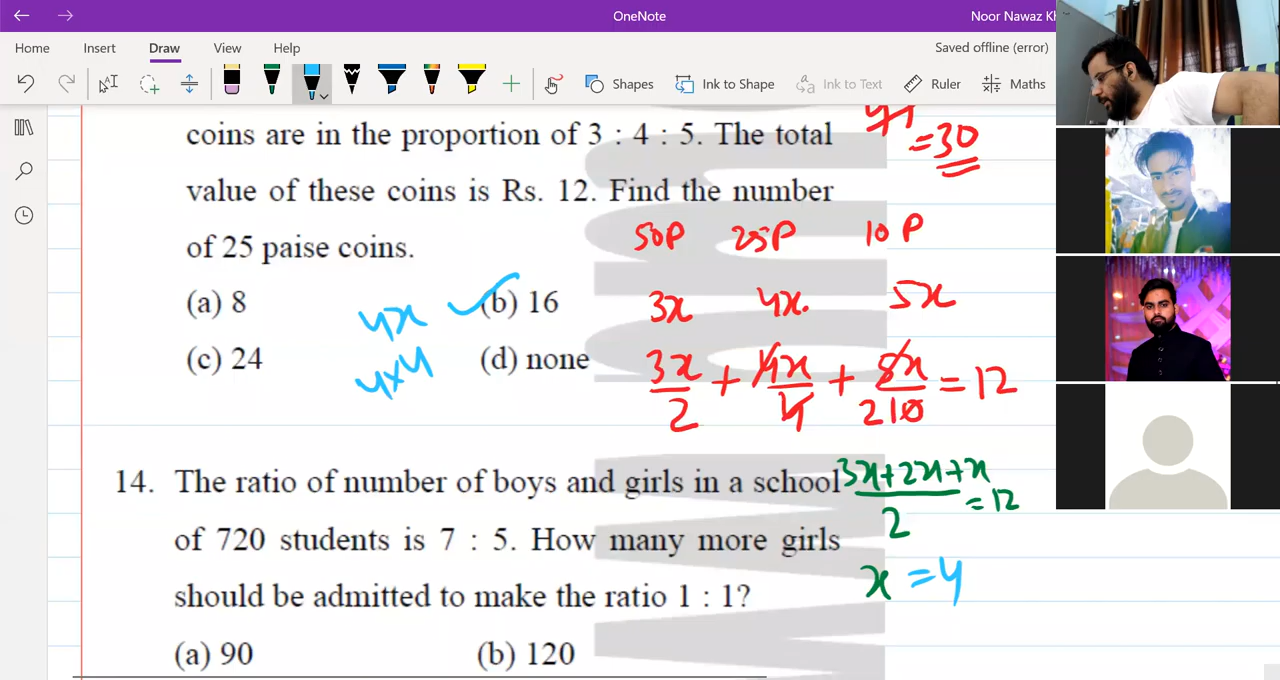 OneNote
Noor Nawaz Kh
Home Insert Draw View Help
Saved offline (error)
Shapes Ink to Shape Ink to Text Ruler Maths
coins are in the proportion of 3 : 4 : 5. The total
=30
value of these coins is Rs. 12. Find the number
of 25 paise coins.
50P 25P 10P
(a) 8 (b) 16
4x
3x 4x 5x
(c) 24 (d) none
4x4
3x/2 + 4x/4 + 5x/10 = 12
2
14. The ratio of number of boys and girls in a school
3x+2x+x/2 = 12
of 720 students is 7 : 5. How many more girls
should be admitted to make the ratio 1 : 1?
x = 4
(a) 90 (b) 120